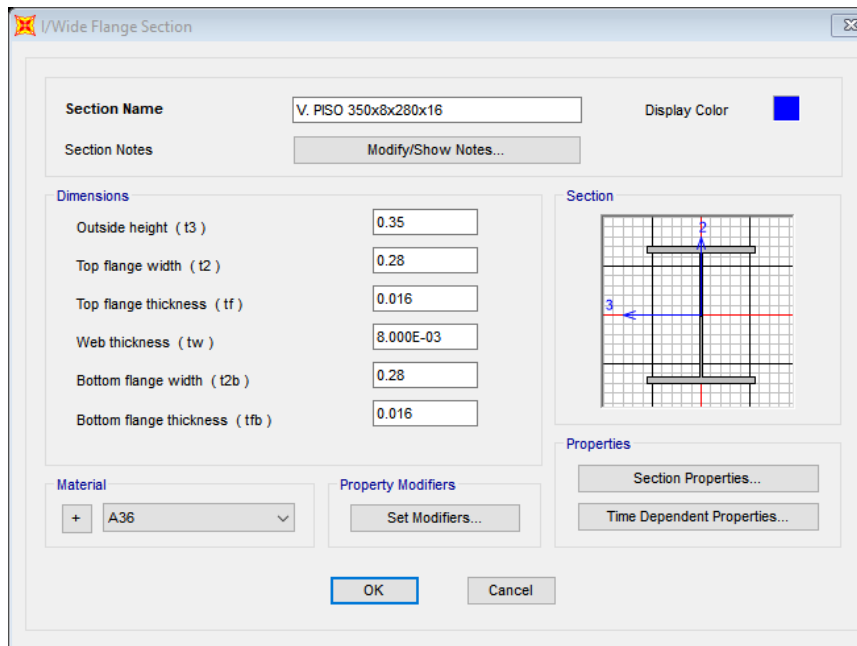 I/Wide Flange Section
Section Name V. PISO 350x8x280x16 Display Color
Section Notes Modify/Show Notes...
Dimensions
Outside height ( t3 ) 0.35
Top flange width ( t2 ) 0.28
Top flange thickness ( tf ) 0.016
Web thickness ( tw ) 8.000E-03
Bottom flange width ( t2b ) 0.28
Bottom flange thickness ( tfb ) 0.016
Section
2
3
Material
+ A36
Property Modifiers
Set Modifiers...
Properties
Section Properties...
Time Dependent Properties...
OK Cancel